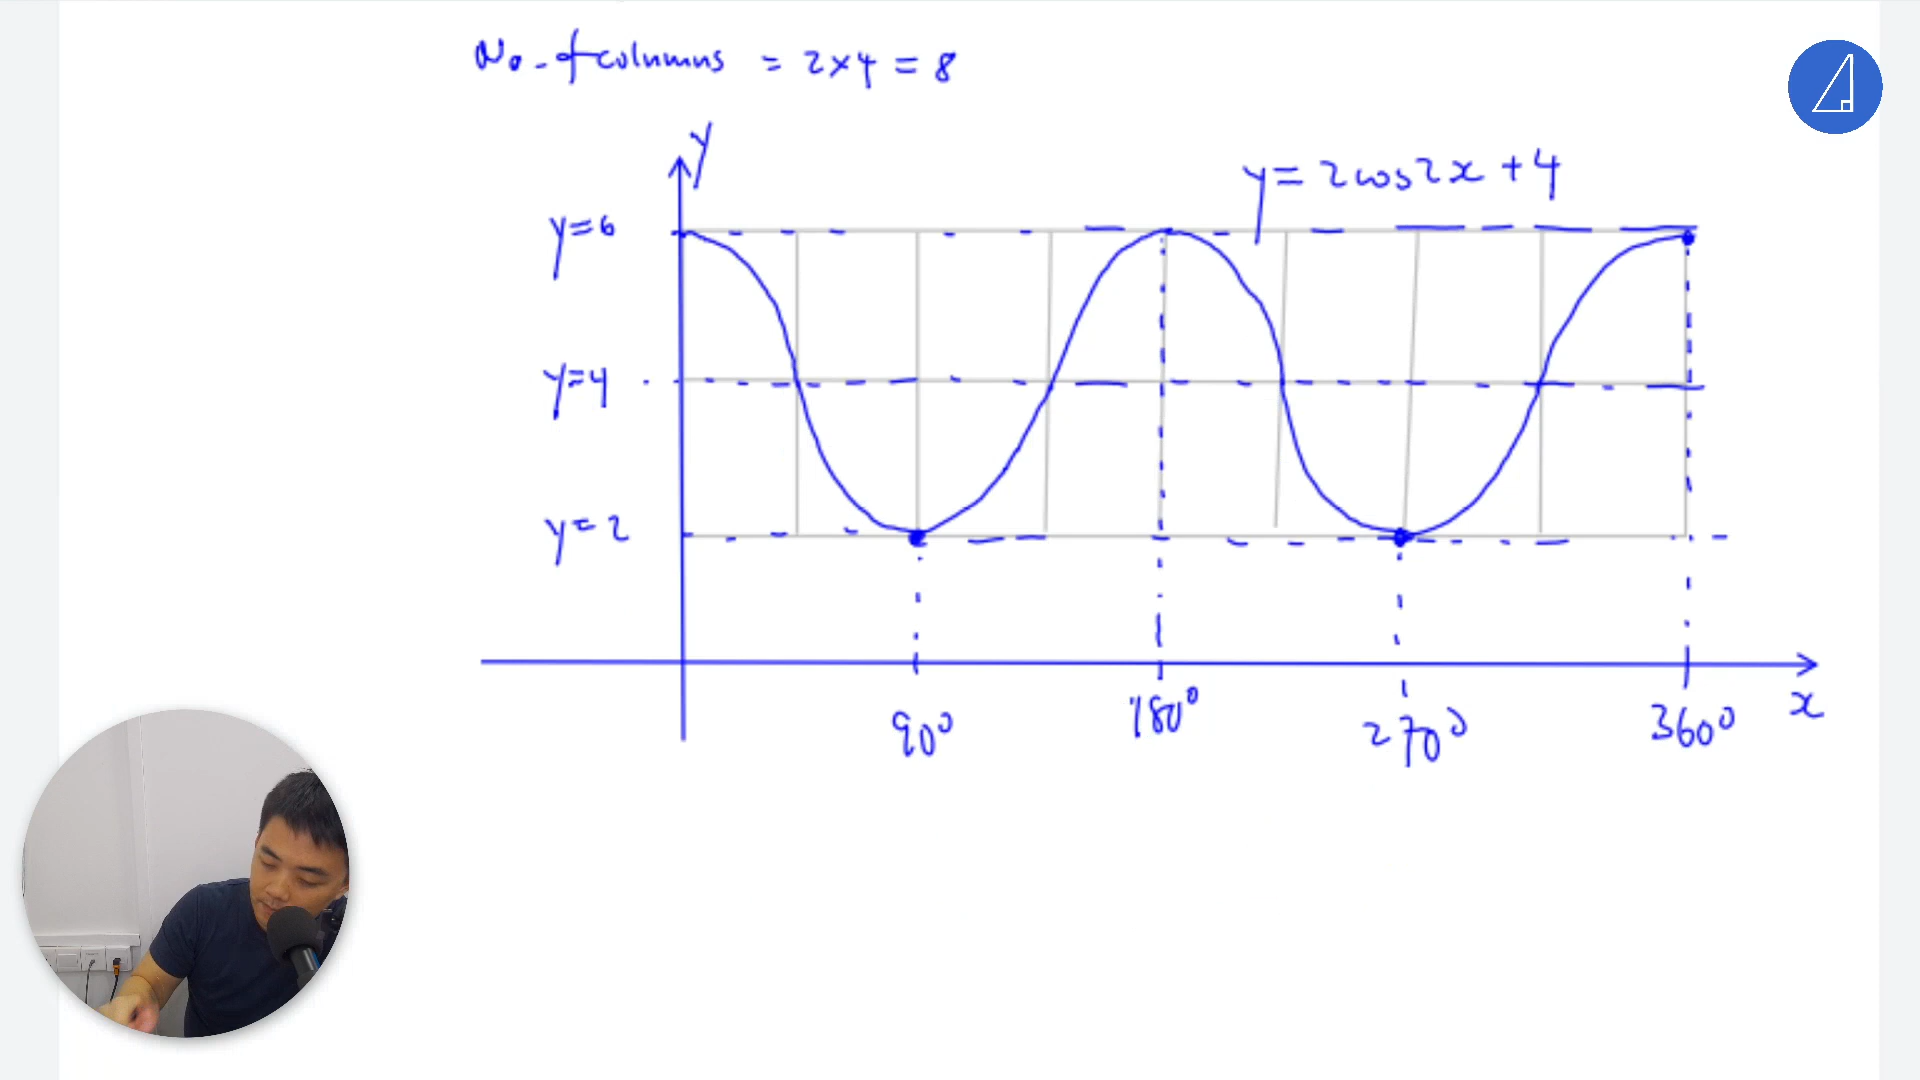 No. of columns = 2×4 = 8
y
y = 2cos2x + 4
y=6
y=4
y=2
90° 180° 270° 360° x